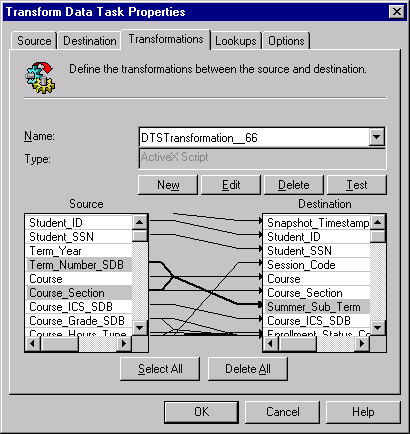 Transform Data Task Properties
Source Destination Transformations Lookups Options
Define the transformations between the source and destination.
Name: DTSTransformation__66
Type: ActiveX Script
New Edit Delete Test
Source Destination
Student_ID Snapshot_Timestamp
Student_SSN Student_ID
Term_Year Student_SSN
Term_Number_SDB Session_Code
Course Course
Course_Section Course_Section
Course_ICS_SDB Summer_Sub_Term
Course_Grade_SDB Course_ICS_SDB
Course_Hours_Type Enrollment_Status_Co
Select All Delete All
OK Cancel Help